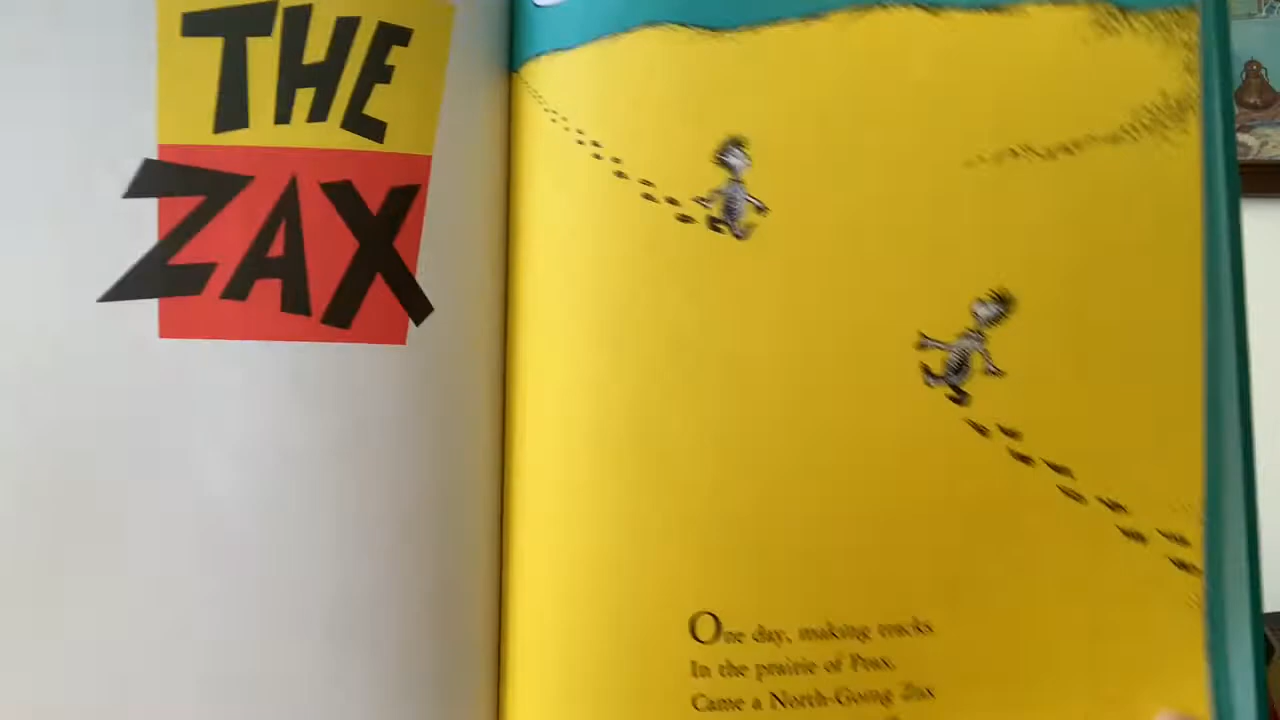 THE
ZAX
One day, making tracks
In the prairie of Prax,
Came a North-Going Zax